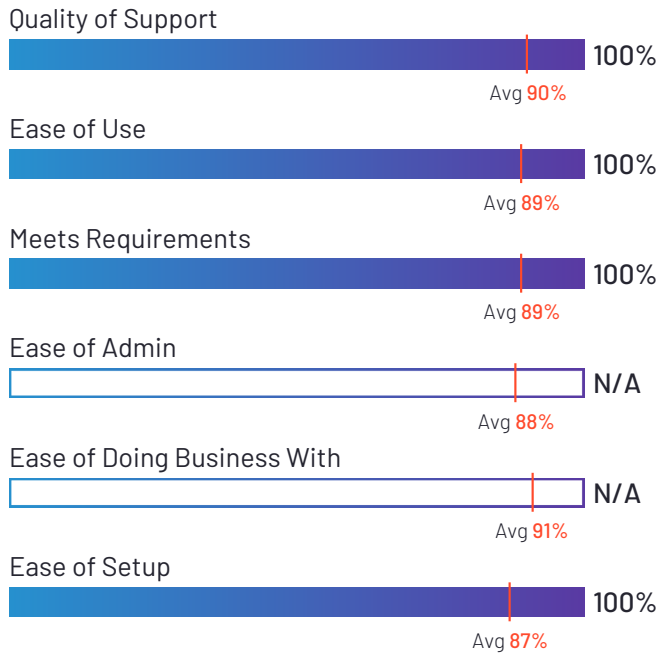 Quality of Support
100%
Avg 90%
Ease of Use
100%
Avg 89%
Meets Requirements
100%
Avg 89%
Ease of Admin
N/A
Avg 88%
Ease of Doing Business With
N/A
Avg 91%
Ease of Setup
100%
Avg 87%